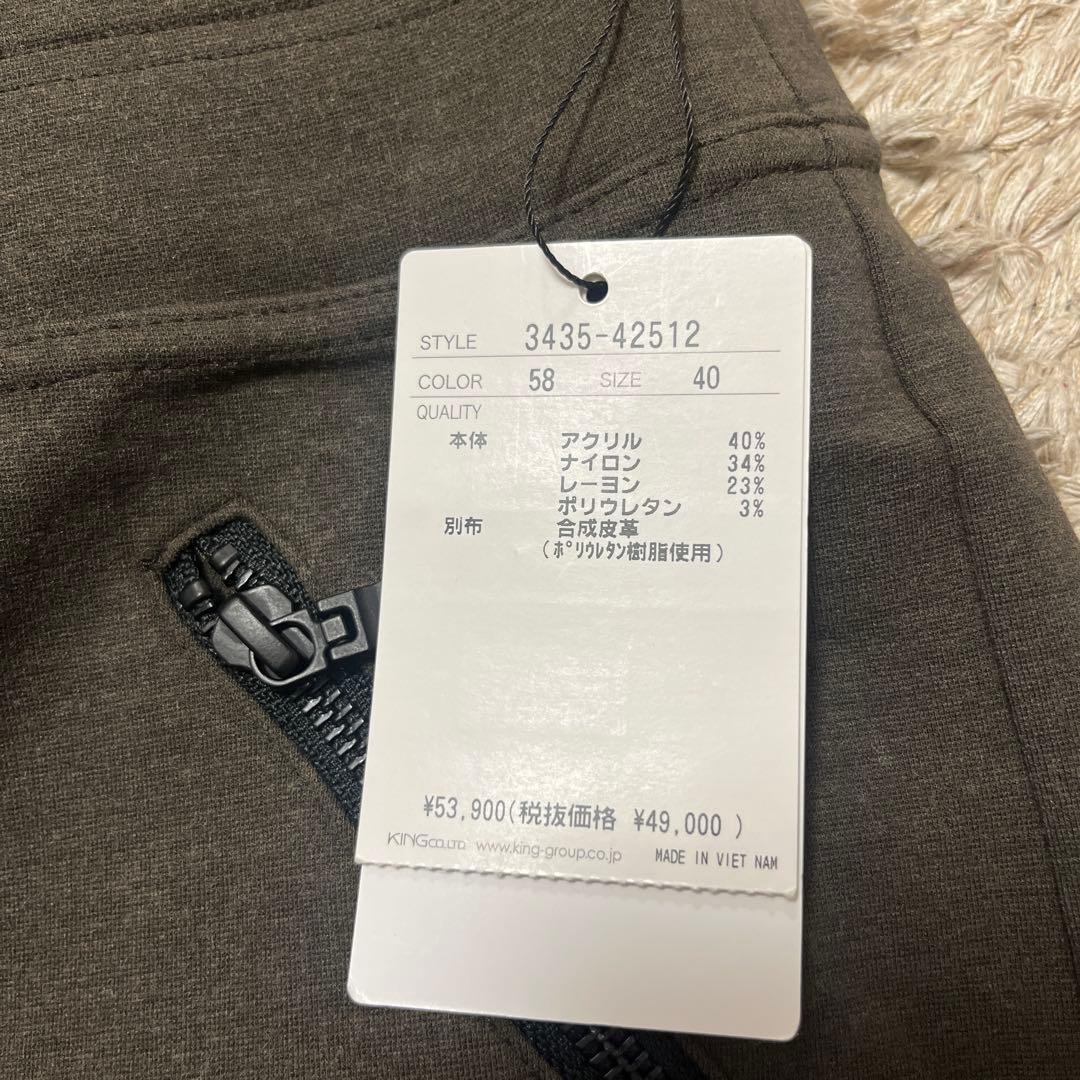 STYLE 3435-42512
COLOR 58 SIZE 40
QUALITY
本体 アクリル 40%
ナイロン 34%
レーヨン 23%
ポリウレタン 3%
別布 合成皮革
(ポリウレタン樹脂使用)
¥53,900(税抜価格 ¥49,000 )
KING CO.,LTD. www.king-group.co.jp MADE IN VIET NAM